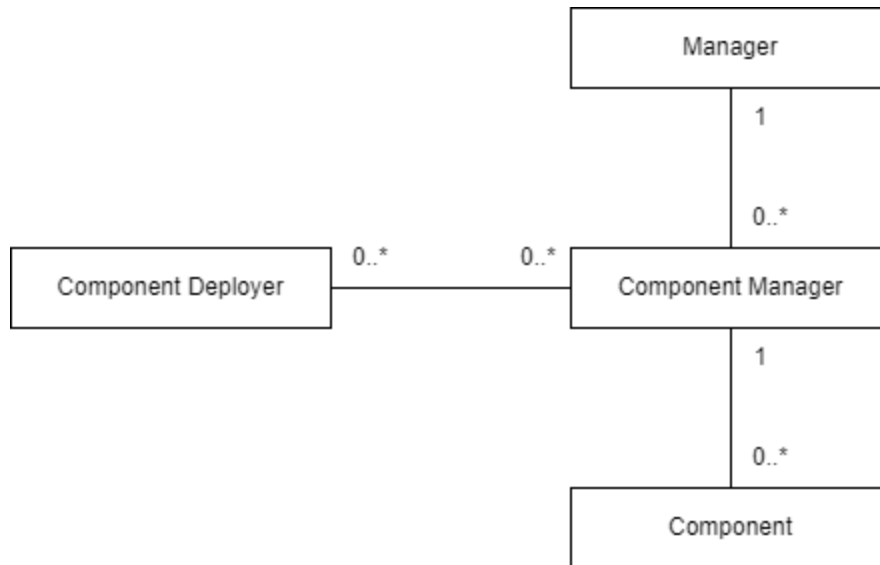 Manager
1
0..*
Component Deployer
0..*
0..*
Component Manager
1
0..*
Component